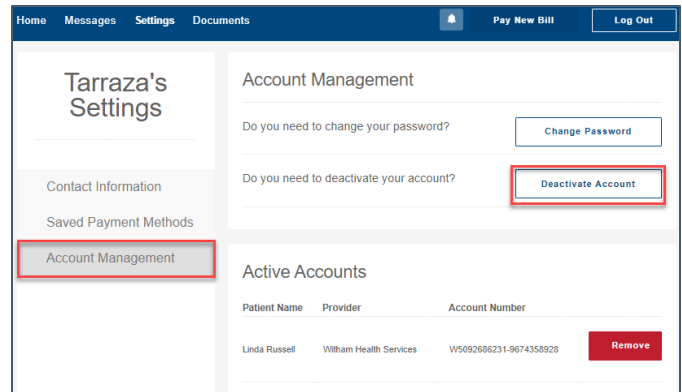 Home Messages Settings Documents Pay New Bill Log Out
Tarraza's
Settings
Contact Information
Saved Payment Methods
Account Management
Account Management
Do you need to change your password? Change Password
Do you need to deactivate your account? Deactivate Account
Active Accounts
Patient Name Provider Account Number
Linda Russell Witham Health Services W5092686231-9674358928 Remove